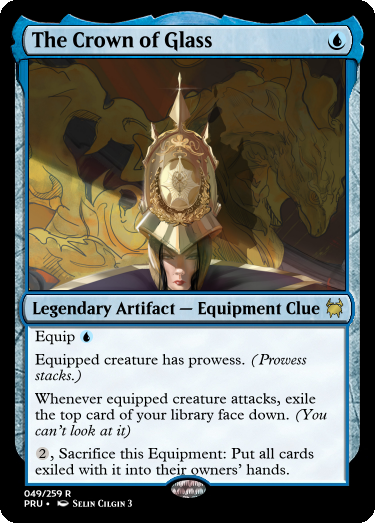 The Crown of Glass
Legendary Artifact — Equipment Clue
Equip
Equipped creature has prowess. (Prowess
stacks.)
Whenever equipped creature attacks, exile
the top card of your library face down. (You
can't look at it)
2, Sacrifice this Equipment: Put all cards
exiled with it into their owners' hands.
049/259 R
PRU • Selin Cilgin 3